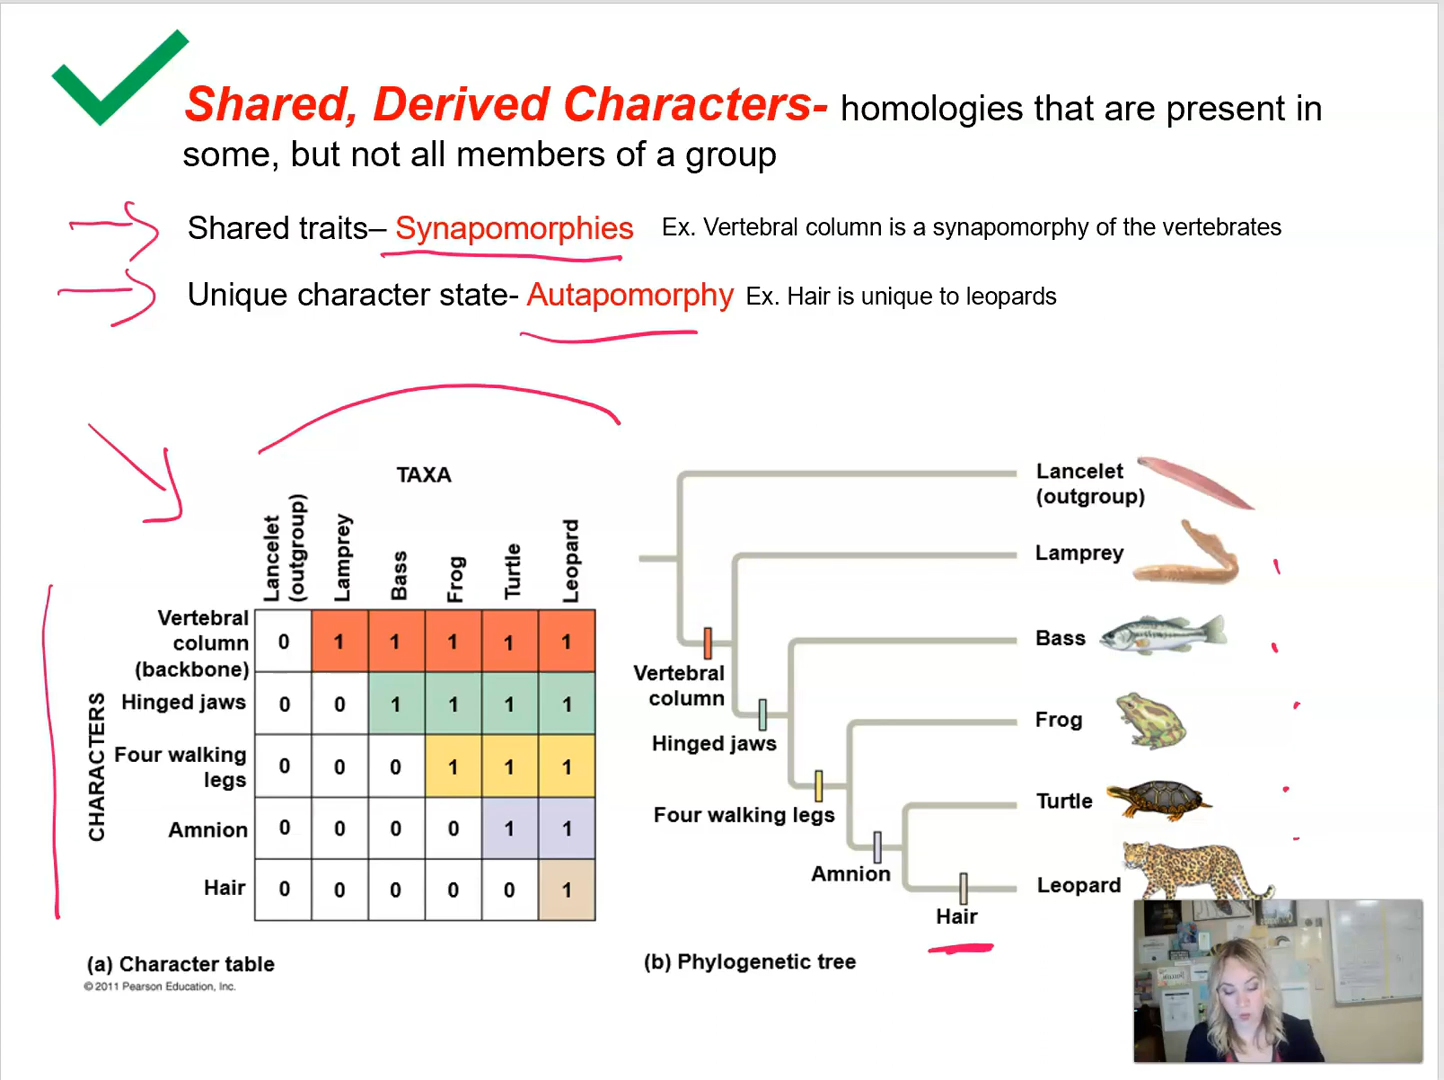 Shared, Derived Characters- homologies that are present in
some, but not all members of a group
Shared traits– Synapomorphies Ex. Vertebral column is a synapomorphy of the vertebrates
Unique character state- Autapomorphy Ex. Hair is unique to leopards
TAXA
Lancelet
(outgroup)
Lamprey
Bass
Frog
Turtle
Leopard
CHARACTERS
Vertebral
column
(backbone)
0 1 1 1 1 1
Hinged jaws 0 0 1 1 1 1
Four walking
legs
0 0 0 1 1 1
Amnion 0 0 0 0 1 1
Hair 0 0 0 0 0 1
(a) Character table
© 2011 Pearson Education, Inc.
Lancelet
(outgroup)
Lamprey
Bass
Vertebral
column
Frog
Hinged jaws
Turtle
Four walking legs
Amnion
Leopard
Hair
(b) Phylogenetic tree